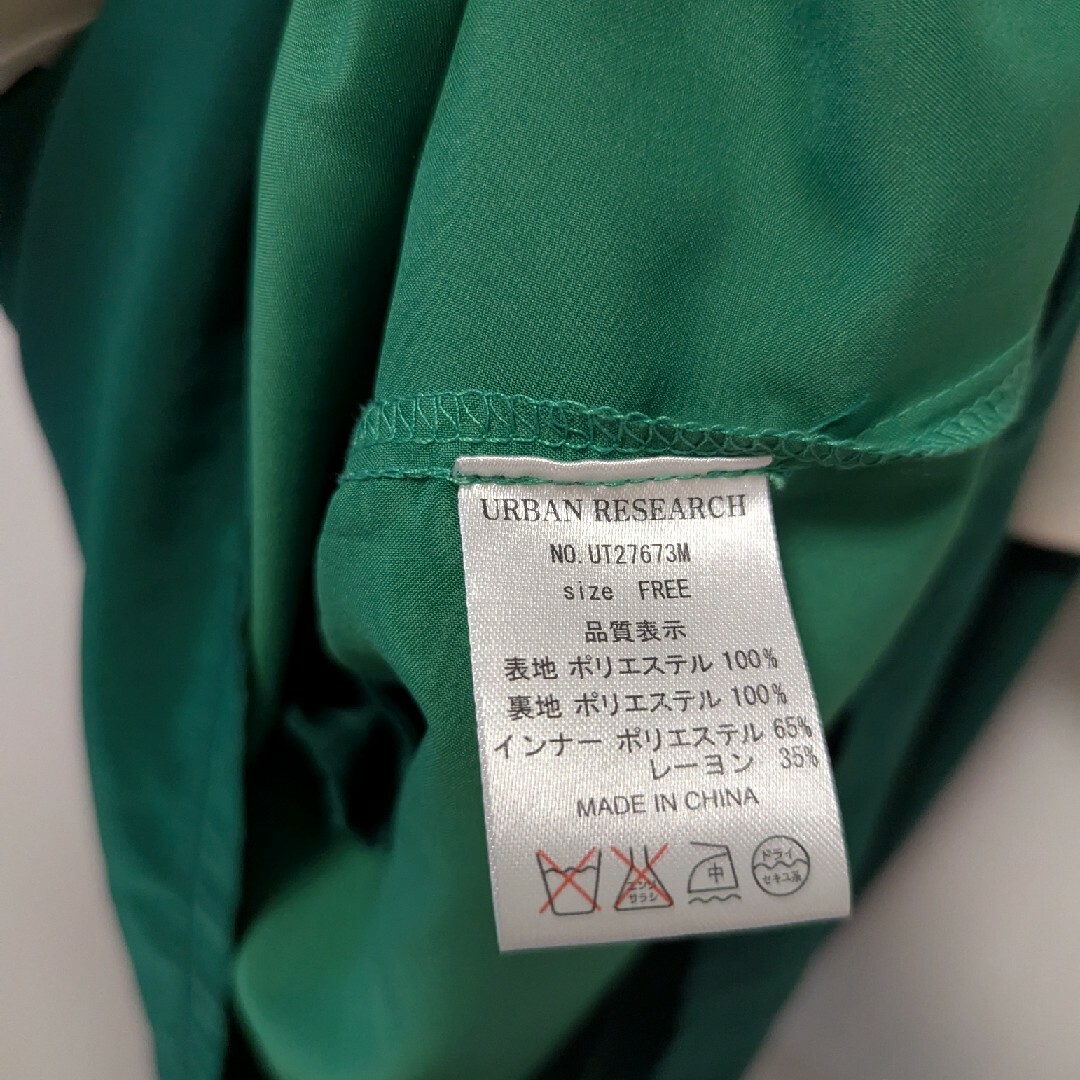 URBAN RESEARCH
NO. UT27673M
size FREE
品質表示
表地 ポリエステル 100%
裏地 ポリエステル 100%
インナー ポリエステル 65%
レーヨン 35%
MADE IN CHINA
エンソ
サラシ
中
ドライ
セキユ系